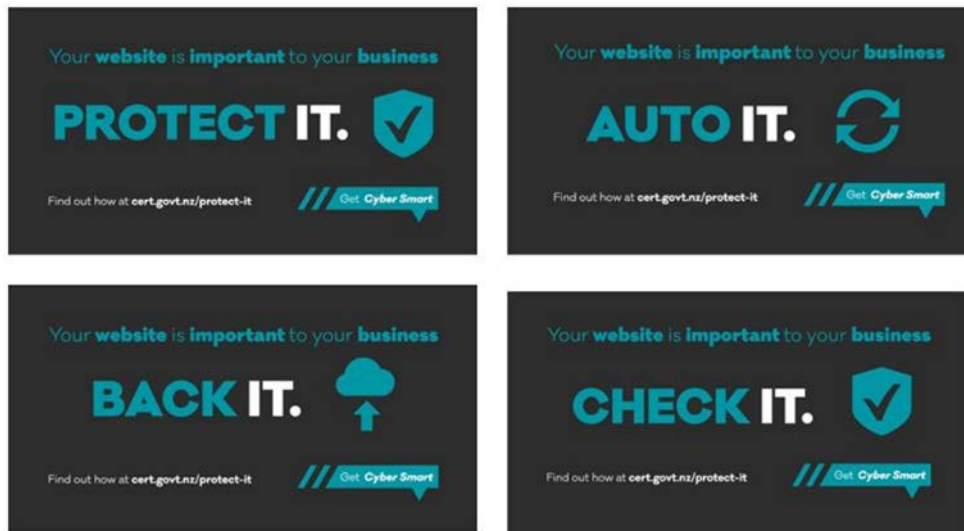 Your website is important to your business
PROTECT IT.
Find out how at cert.govt.nz/protect-it
Get Cyber Smart
Your website is important to your business
AUTO IT.
Find out how at cert.govt.nz/protect-it
Get Cyber Smart
Your website is important to your business
BACK IT.
Find out how at cert.govt.nz/protect-it
Get Cyber Smart
Your website is important to your business
CHECK IT.
Find out how at cert.govt.nz/protect-it
Get Cyber Smart